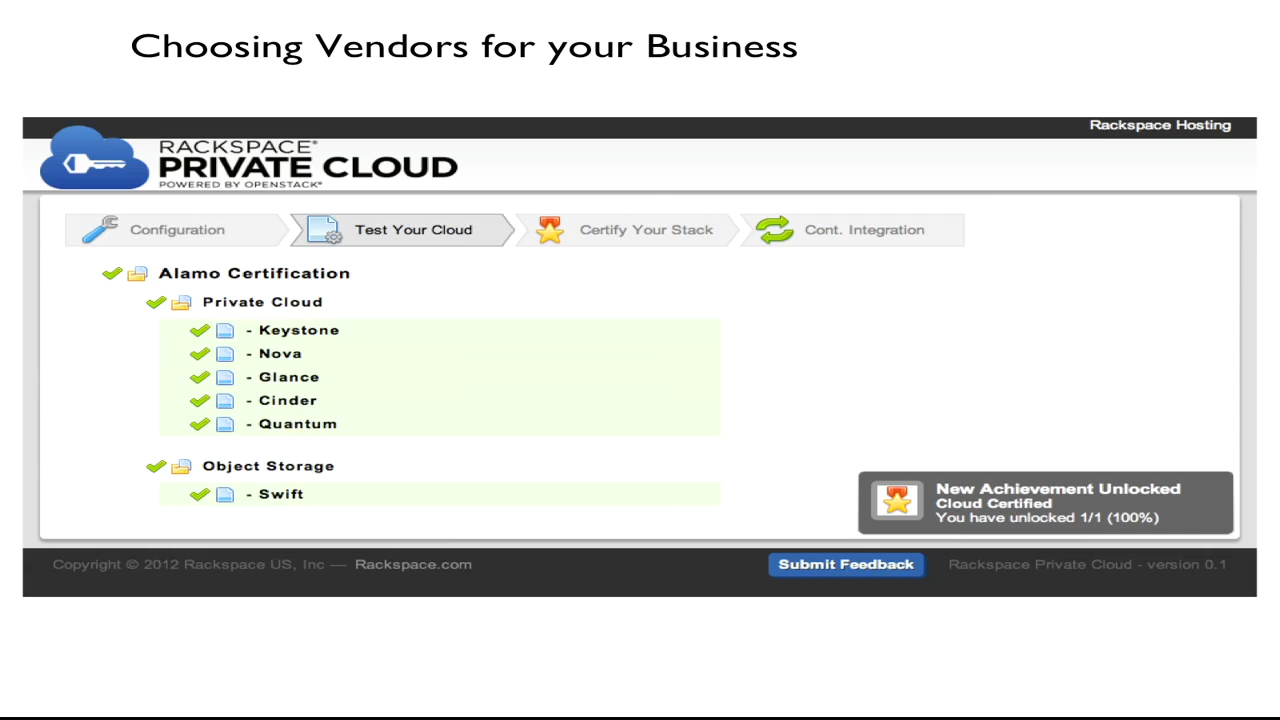 Choosing Vendors for your Business
Rackspace Hosting
RACKSPACE®
PRIVATE CLOUD
POWERED BY OPENSTACK®
Configuration
Test Your Cloud
Certify Your Stack
Cont. Integration
Alamo Certification
Private Cloud
- Keystone
- Nova
- Glance
- Cinder
- Quantum
Object Storage
- Swift
New Achievement Unlocked
Cloud Certified
You have unlocked 1/1 (100%)
Copyright © 2012 Rackspace US, Inc — Rackspace.com
Submit Feedback
Rackspace Private Cloud - version 0.1